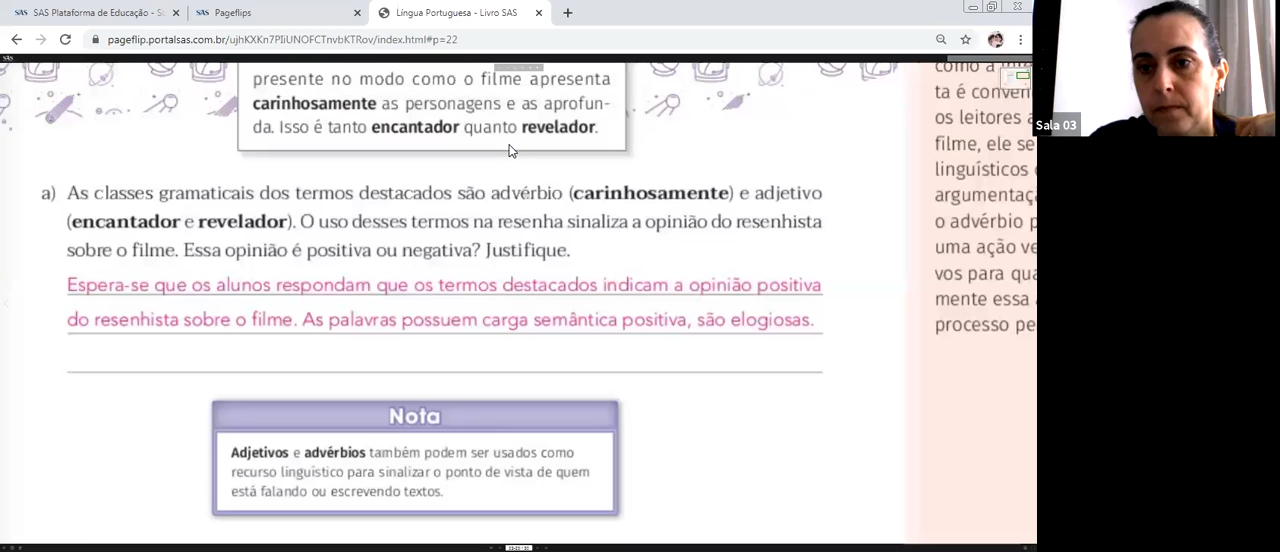 SAS Plataforma de Educação - S
Pageflips
Língua Portuguesa - Livro SAS
pageflip.portalsas.com.br/ujhKXKn7PIiUNOFCTnvbKTRov/index.html#p=22
SAS
presente no modo como o filme apresenta
carinhosamente as personagens e as aprofun-
da. Isso é tanto encantador quanto revelador.
a) As classes gramaticais dos termos destacados são advérbio (carinhosamente) e adjetivo
(encantador e revelador). O uso desses termos na resenha sinaliza a opinião do resenhista
sobre o filme. Essa opinião é positiva ou negativa? Justifique.
Espera-se que os alunos respondam que os termos destacados indicam a opinião positiva
do resenhista sobre o filme. As palavras possuem carga semântica positiva, são elogiosas.
Nota
Adjetivos e advérbios também podem ser usados como
recurso linguístico para sinalizar o ponto de vista de quem
está falando ou escrevendo textos.
como a
ta é conven
os leitores a
filme, ele se
linguísticos
argumentaç
o advérbio p
uma ação ve
vos para qua
mente essa
processo pe
Sala 03